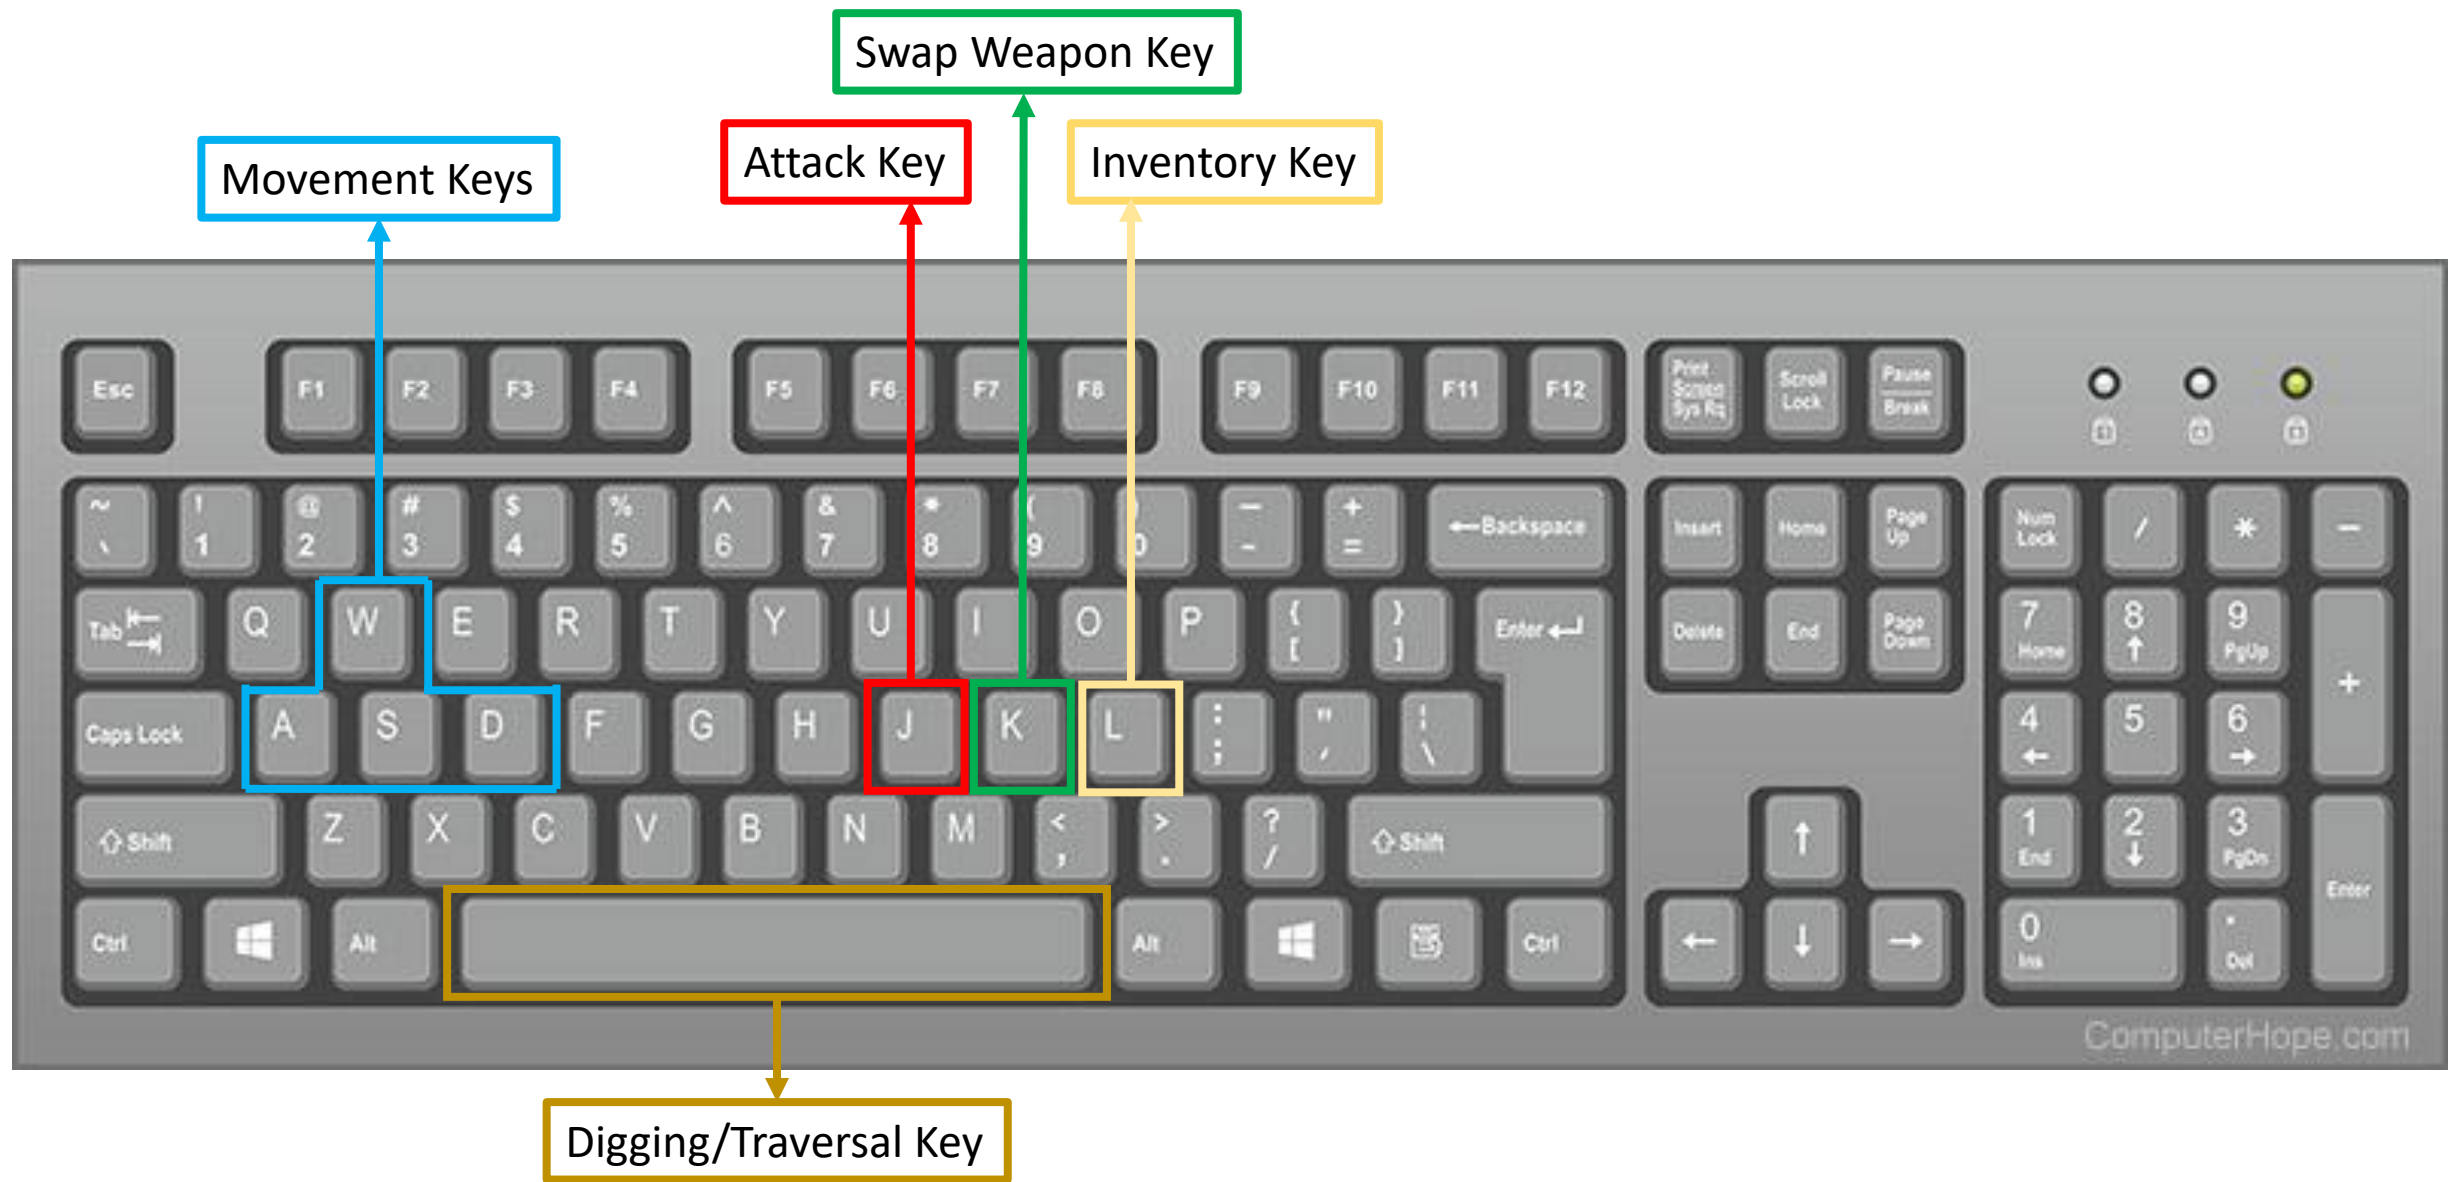 Swap Weapon Key
Attack Key
Inventory Key
Movement Keys
Esc F1 F2 F3 F4 F5 F6 F7 F8 F9 F10 F11 F12
Print Screen Sys Rq
Scroll Lock
Pause Break
~ ` ! 1 @ 2 # 3 $ 4 % 5 ^ 6 & 7 * 8 ( 9 ) 0 — - + = ←Backspace
Insert Home Page Up
Num Lock / * −
Tab Q W E R T Y U I O P { [ } ] Enter
Delete End Page Down
7 Home 8 ↑ 9 PgUp +
Caps Lock A S D F G H J K L : ; " ' ¦ \
4 ← 5 6 →
⇧ Shift Z X C V B N M < , > . ? / ⇧ Shift
↑
1 End 2 ↓ 3 PgDn Enter
Ctrl Alt Alt Ctrl
← ↓ →
0 Ins . Del
ComputerHope.com
Digging/Traversal Key